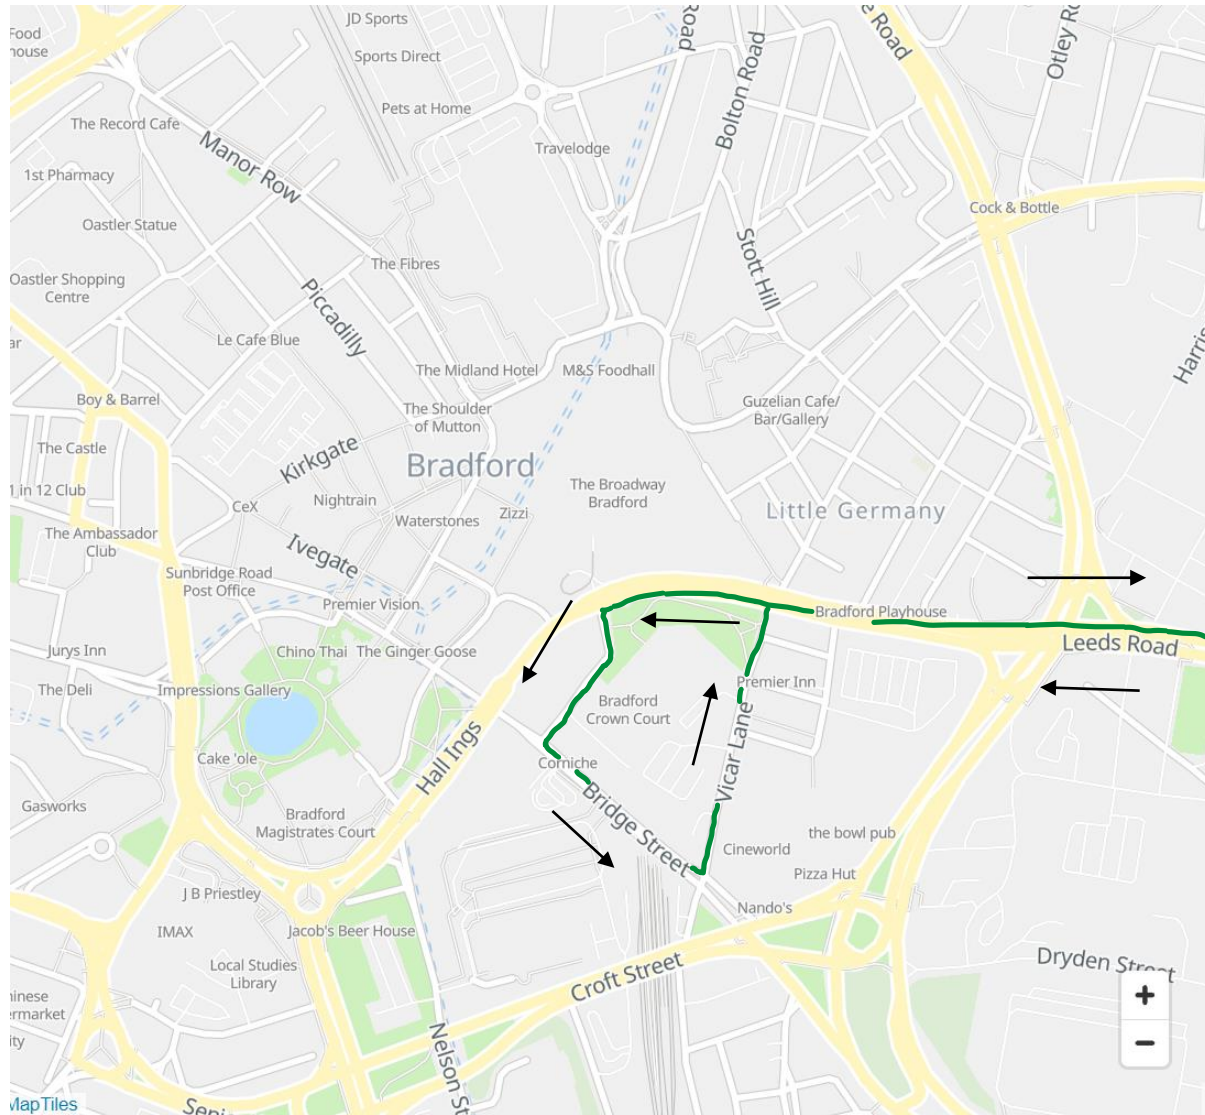 Food
house
JD Sports
Sports Direct
Road
e Road
Otley Ro
Bolton Road
Pets at Home
The Record Cafe
Manor Row
Travelodge
1st Pharmacy
Cock & Bottle
Oastler Statue
Stott Hill
The Fibres
Oastler Shopping
Centre
Piccadilly
Harris
ar
Le Cafe Blue
The Midland Hotel
M&S Foodhall
Boy & Barrel
The Shoulder
of Mutton
Guzelian Cafe/
Bar/Gallery
The Castle
Kirkgate
Bradford
1 in 12 Club
Nightrain
The Broadway
Bradford
CeX
Waterstones
Zizzi
Little Germany
The Ambassador
Club
Ivegate
Sunbridge Road
Post Office
Premier Vision
Bradford Playhouse
Leeds Road
Jurys Inn
Chino Thai
The Ginger Goose
The Deli
Impressions Gallery
Premier Inn
Bradford
Crown Court
Vicar Lane
Hall Ings
Cake 'ole
Corniche
Gasworks
Bradford
Magistrates Court
Bridge Street
the bowl pub
Cineworld
Pizza Hut
J B Priestley
Nando's
IMAX
Jacob's Beer House
Local Studies
Library
Croft Street
Dryden Street
hinese
ermarket
ity
Nelson St
+
−
MapTiles
Seni